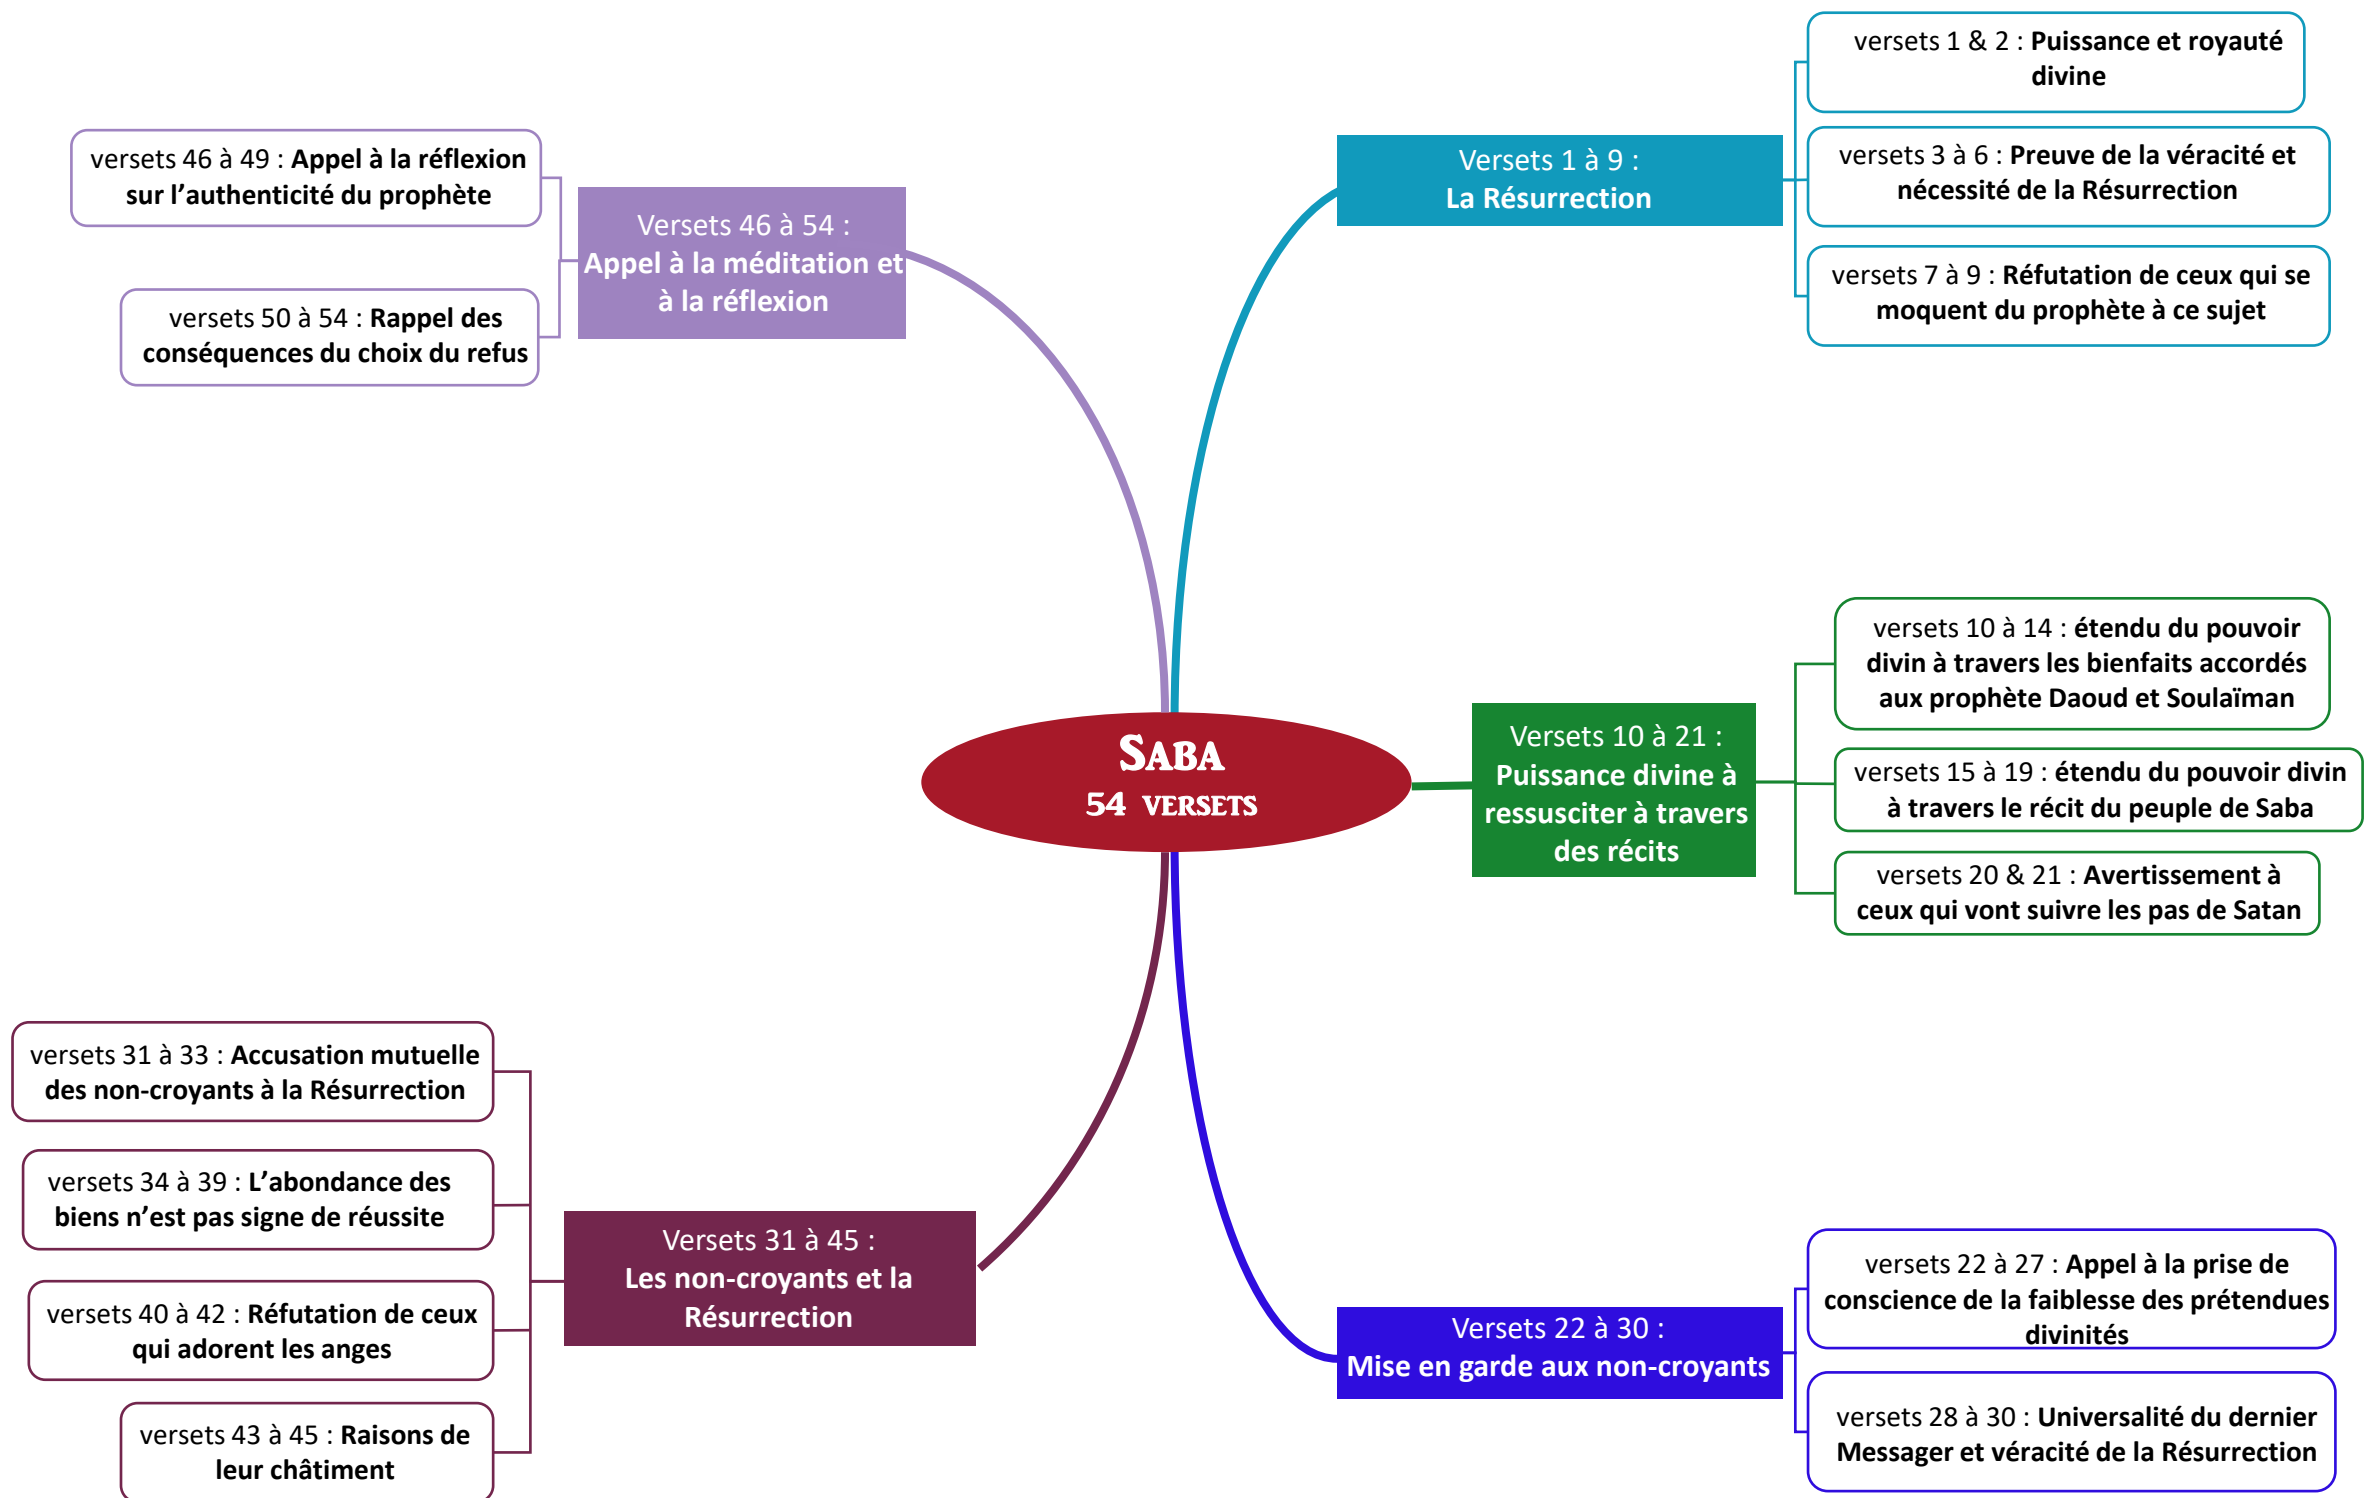 SABA
54 VERSETS
Versets 1 à 9 :
La Résurrection
versets 1 & 2 : Puissance et royauté
divine
versets 3 à 6 : Preuve de la véracité et
nécessité de la Résurrection
versets 7 à 9 : Réfutation de ceux qui se
moquent du prophète à ce sujet
Versets 10 à 21 :
Puissance divine à
ressusciter à travers
des récits
versets 10 à 14 : étendu du pouvoir
divin à travers les bienfaits accordés
aux prophète Daoud et Soulaïman
versets 15 à 19 : étendu du pouvoir divin
à travers le récit du peuple de Saba
versets 20 & 21 : Avertissement à
ceux qui vont suivre les pas de Satan
Versets 22 à 30 :
Mise en garde aux non-croyants
versets 22 à 27 : Appel à la prise de
conscience de la faiblesse des prétendues
divinités
versets 28 à 30 : Universalité du dernier
Messager et véracité de la Résurrection
Versets 31 à 45 :
Les non-croyants et la
Résurrection
versets 31 à 33 : Accusation mutuelle
des non-croyants à la Résurrection
versets 34 à 39 : L’abondance des
biens n’est pas signe de réussite
versets 40 à 42 : Réfutation de ceux
qui adorent les anges
versets 43 à 45 : Raisons de
leur châtiment
Versets 46 à 54 :
Appel à la méditation et
à la réflexion
versets 46 à 49 : Appel à la réflexion
sur l’authenticité du prophète
versets 50 à 54 : Rappel des
conséquences du choix du refus